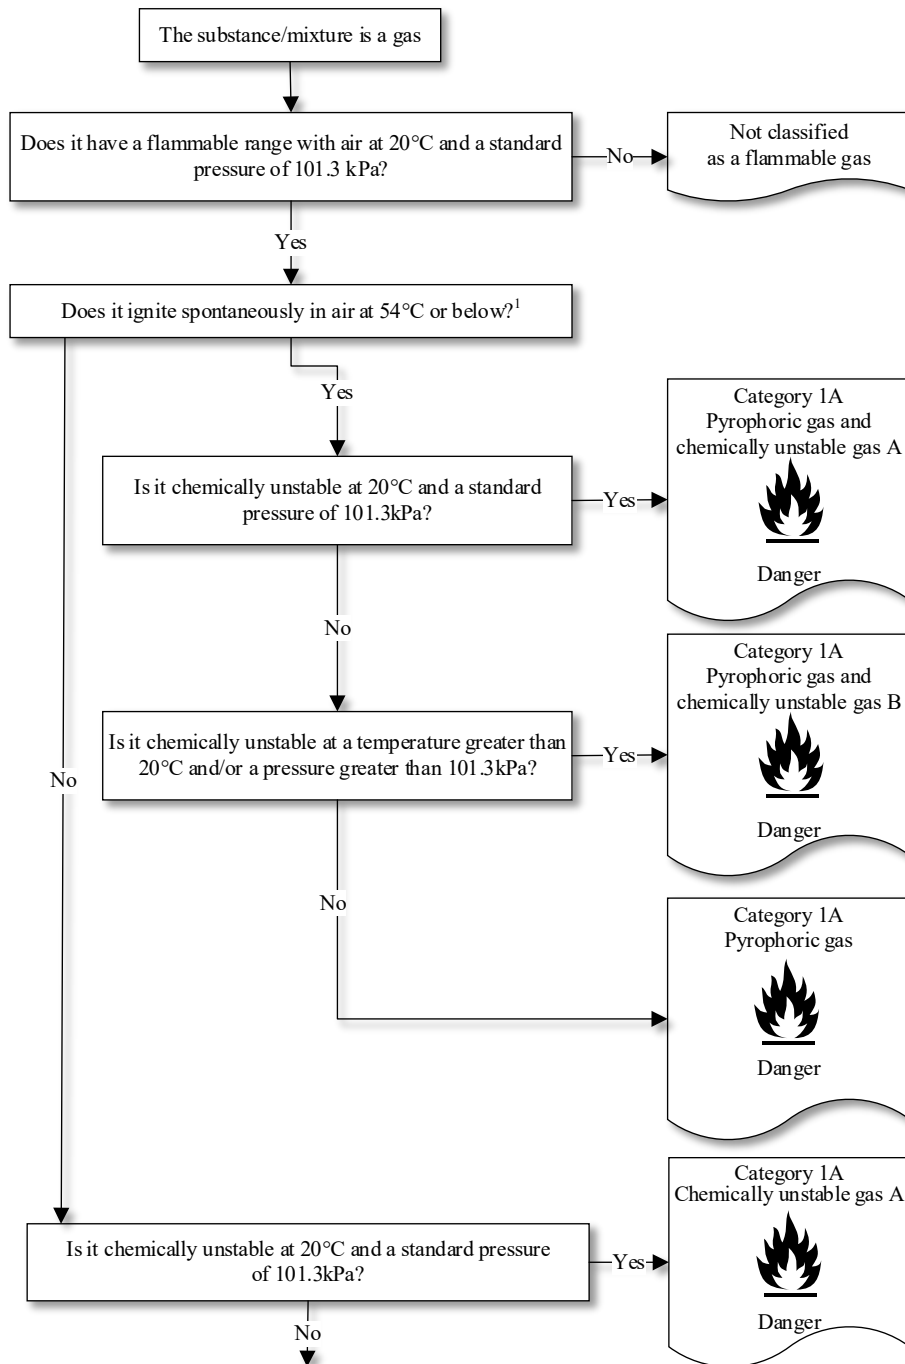 The substance/mixture is a gas
Does it have a flammable range with air at 20°C and a standard
pressure of 101.3 kPa?
No
Not classified
as a flammable gas
Yes
Does it ignite spontaneously in air at 54°C or below?¹
Yes
Category 1A
Pyrophoric gas and
chemically unstable gas A
Danger
Is it chemically unstable at 20°C and a standard
pressure of 101.3kPa?
Yes
No
Category 1A
Pyrophoric gas and
chemically unstable gas B
Danger
Is it chemically unstable at a temperature greater than
20°C and/or a pressure greater than 101.3kPa?
Yes
No
No
Category 1A
Pyrophoric gas
Danger
Category 1A
Chemically unstable gas A
Danger
Is it chemically unstable at 20°C and a standard pressure
of 101.3kPa?
Yes
No